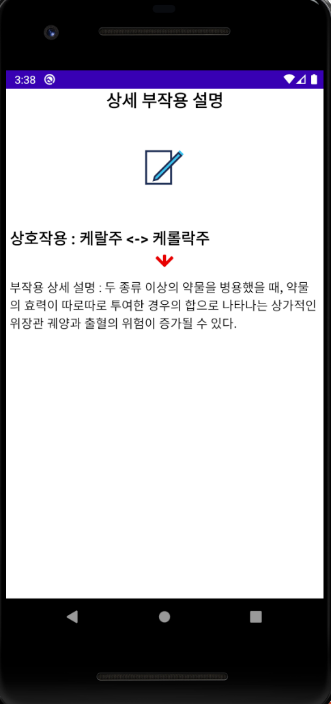 3:38
상세 부작용 설명
상호작용 : 케랄주 <-> 케롤락주
부작용 상세 설명 : 두 종류 이상의 약물을 병용했을 때, 약물
의 효력이 따로따로 투여한 경우의 합으로 나타나는 상가적인
위장관 궤양과 출혈의 위험이 증가될 수 있다.